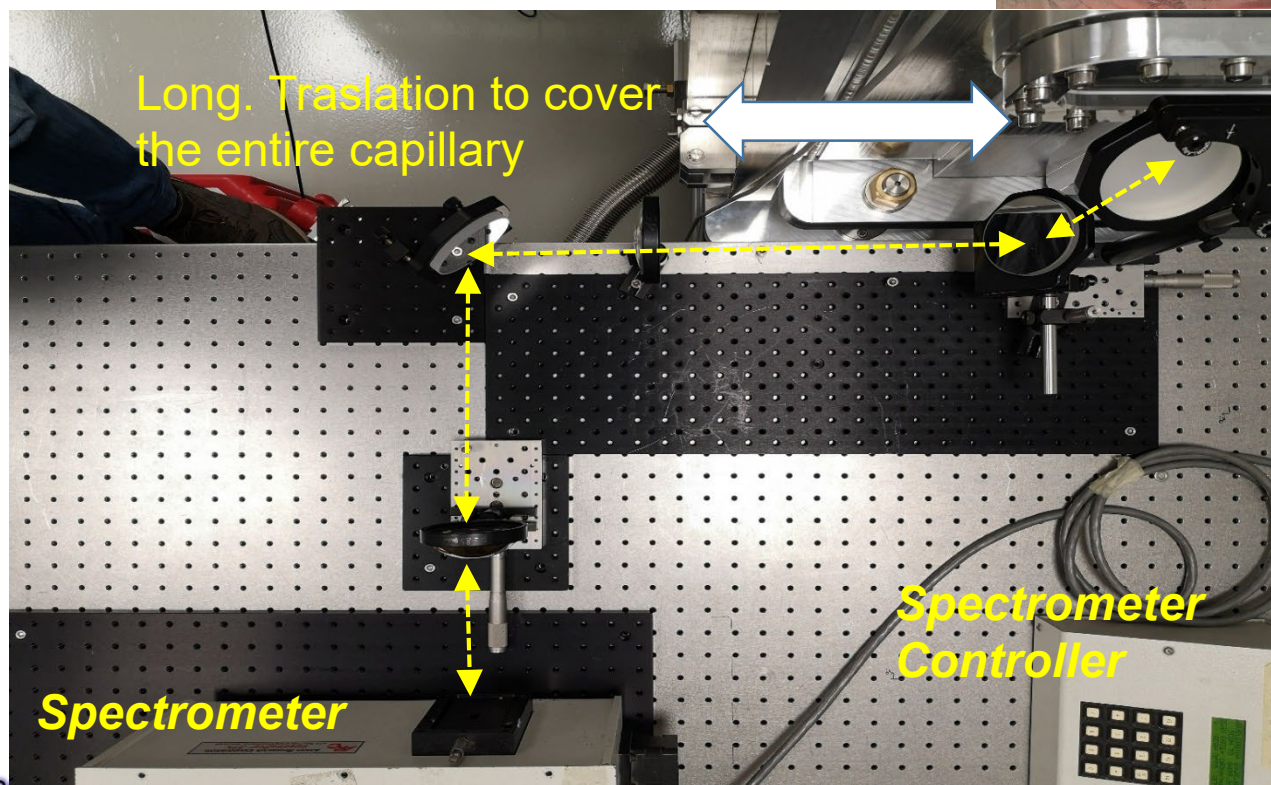 Long. Traslation to cover
the entire capillary
Spectrometer
Controller
Spectrometer